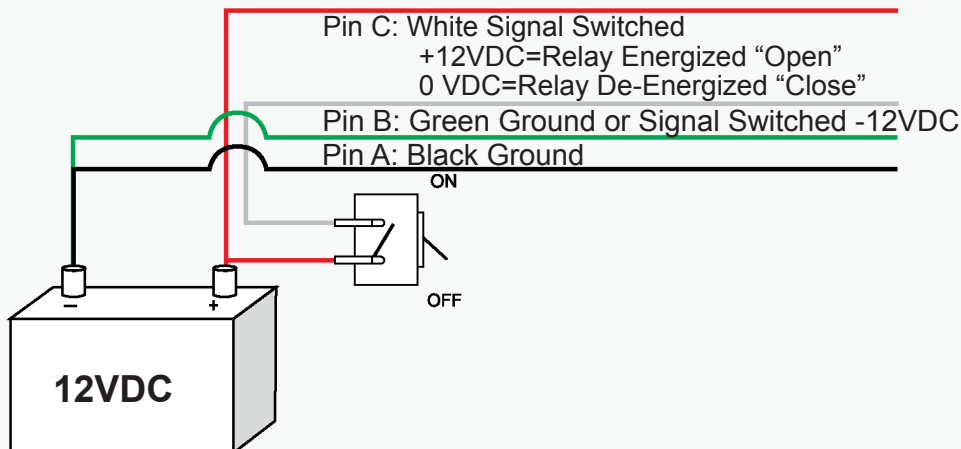 Pin C: White Signal Switched
+12VDC=Relay Energized “Open”
0 VDC=Relay De-Energized “Close”
Pin B: Green Ground or Signal Switched -12VDC
Pin A: Black Ground
ON
OFF
− +
12VDC